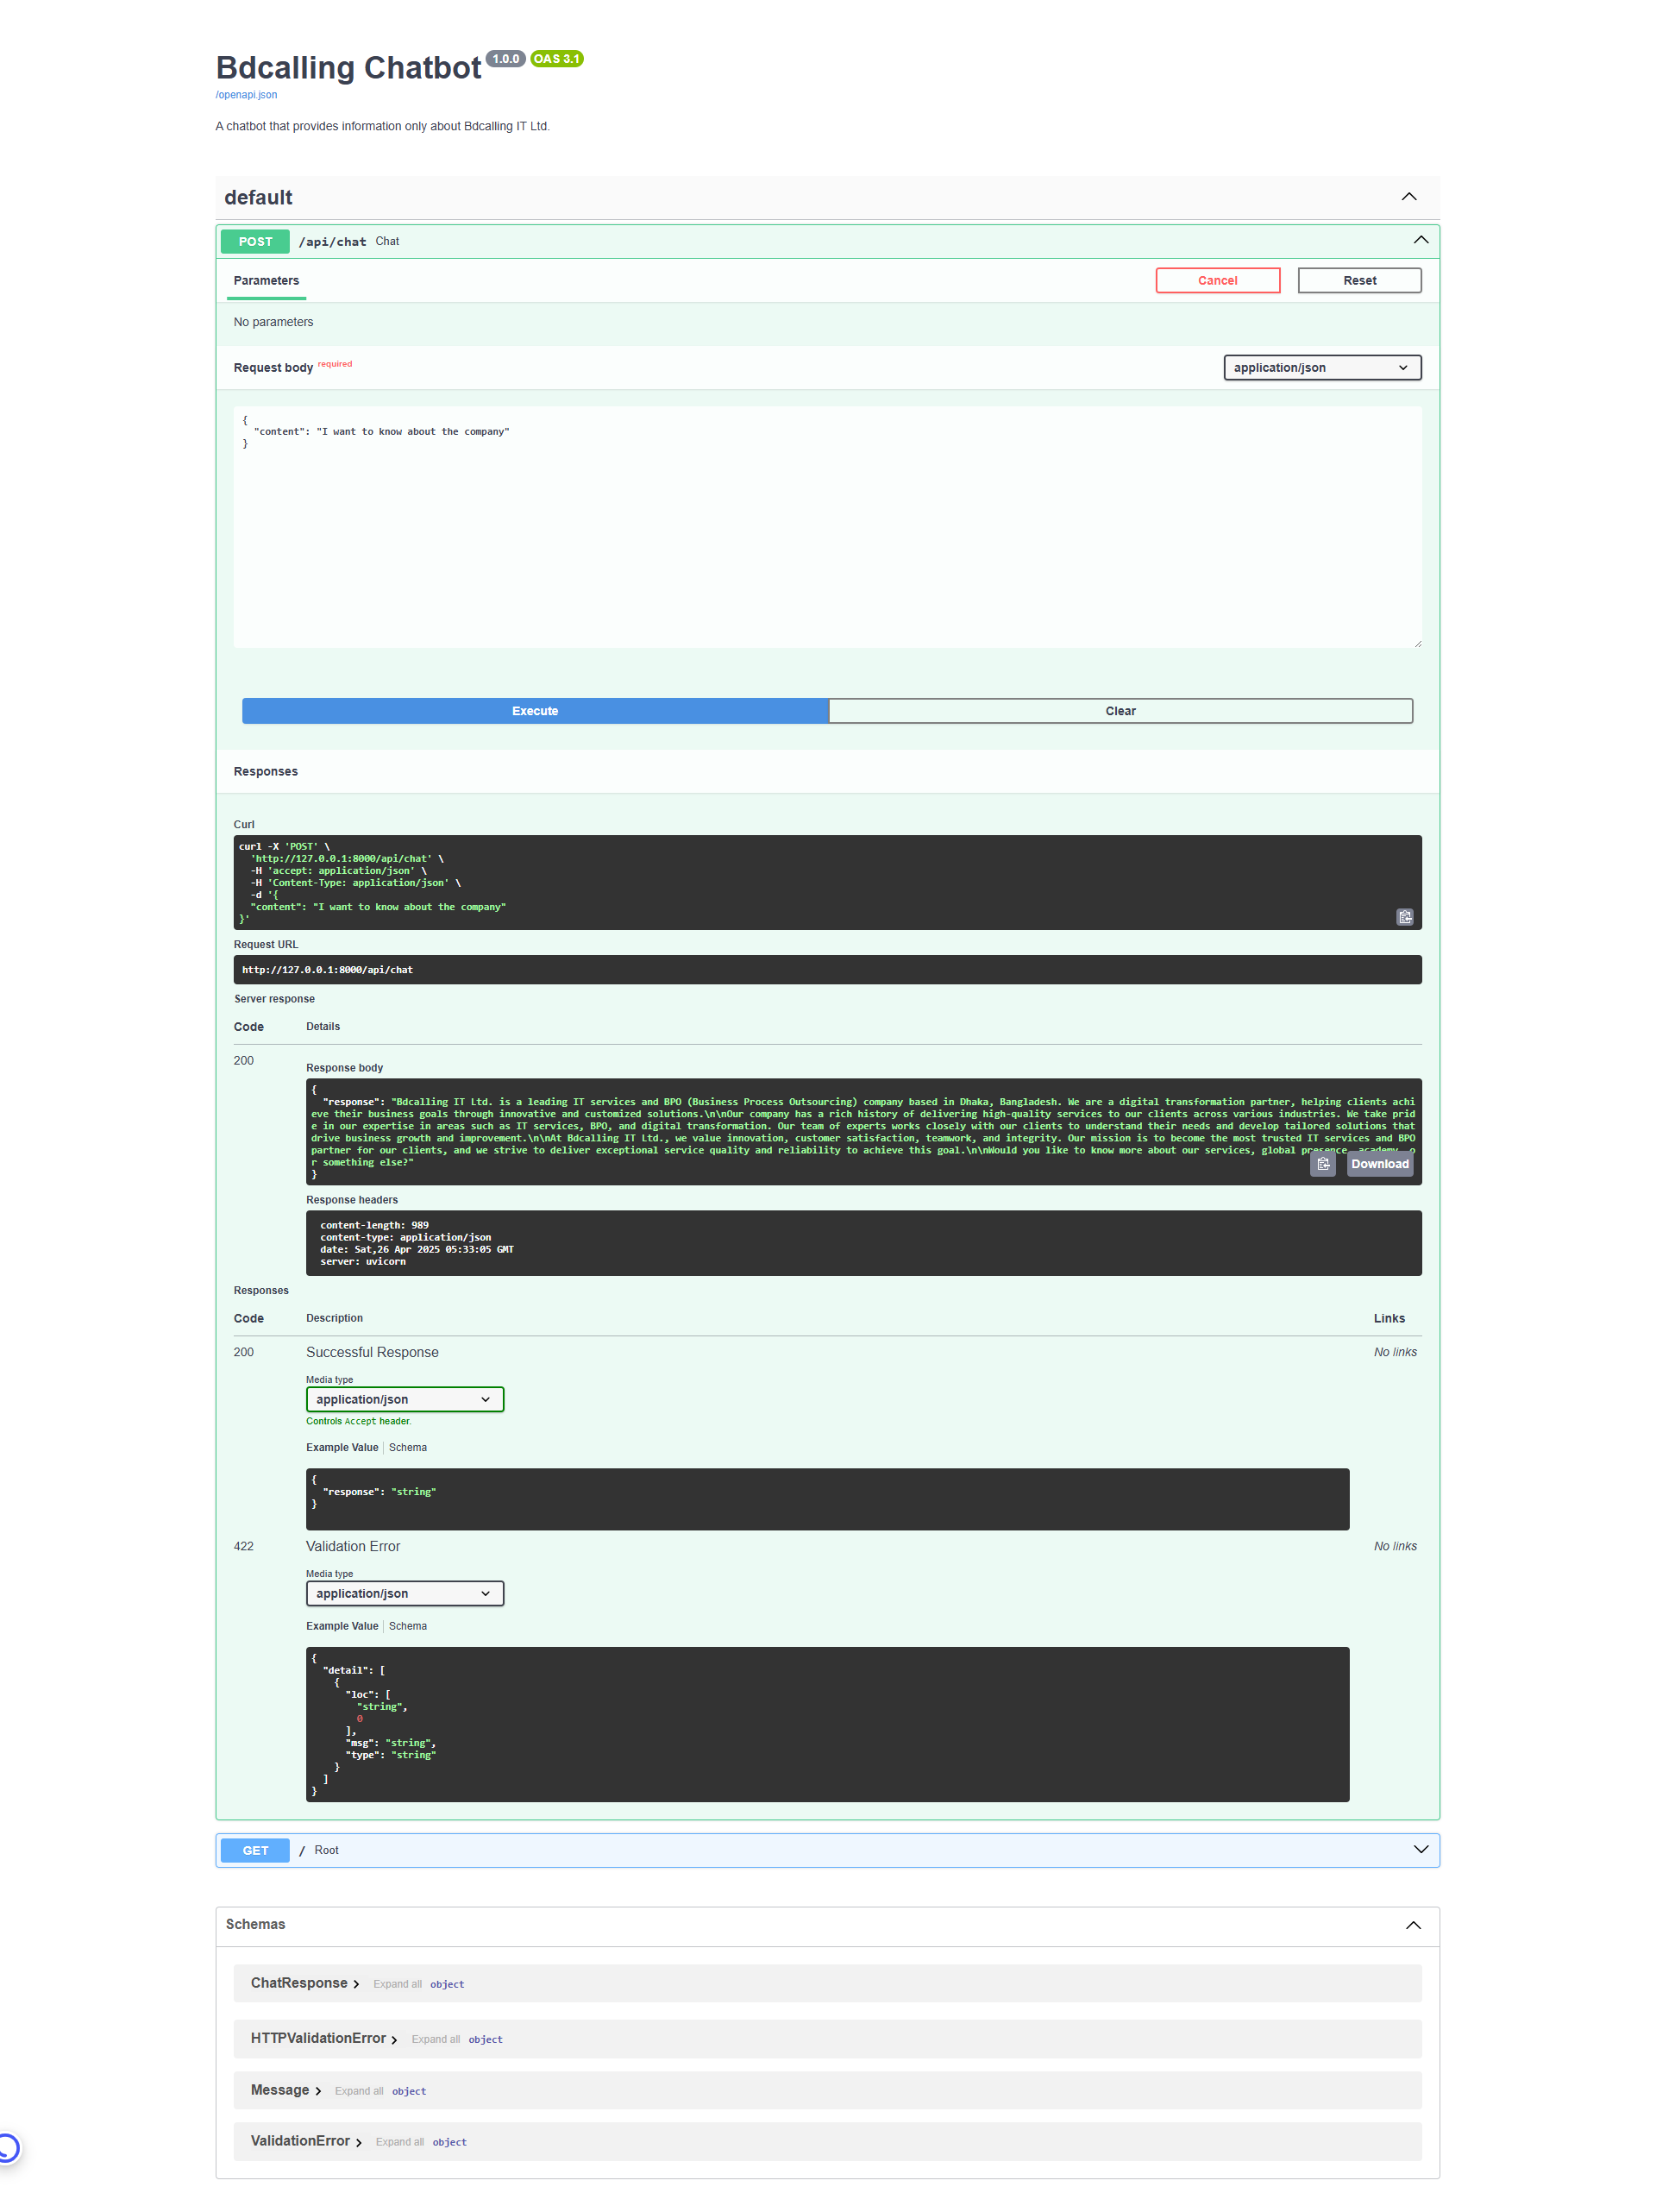 Bdcalling Chatbot 1.0.0 OAS 3.1
/openapi.json
A chatbot that provides information only about Bdcalling IT Ltd.
default
POST /api/chat Chat
Parameters Cancel Reset
No parameters
Request body required application/json
{
  "content": "I want to know about the company"
}
Execute Clear
Responses
Curl
curl -X 'POST' \
  'http://127.0.0.1:8000/api/chat' \
  -H 'accept: application/json' \
  -H 'Content-Type: application/json' \
  -d '{
  "content": "I want to know about the company"
}'
Request URL
http://127.0.0.1:8000/api/chat
Server response
Code Details
200
Response body
{
  "response": "Bdcalling IT Ltd. is a leading IT services and BPO (Business Process Outsourcing) company based in Dhaka, Bangladesh. We are a digital transformation partner, helping clients achi
eve their business goals through innovative and customized solutions.\n\nOur company has a rich history of delivering high-quality services to our clients across various industries. We take prid
e in our expertise in areas such as IT services, BPO, and digital transformation. Our team of experts works closely with our clients to understand their needs and develop tailored solutions that
drive business growth and improvement.\n\nAt Bdcalling IT Ltd., we value innovation, customer satisfaction, teamwork, and integrity. Our mission is to become the most trusted IT services and BPO
partner for our clients, and we strive to deliver exceptional service quality and reliability to achieve this goal.\n\nWould you like to know more about our services, global presence, academy, o
r something else?"
}
Download
Response headers
content-length: 989
content-type: application/json
date: Sat,26 Apr 2025 05:33:05 GMT
server: uvicorn
Responses
Code Description Links
200 Successful Response No links
Media type
application/json
Controls Accept header.
Example Value Schema
{
  "response": "string"
}
422 Validation Error No links
Media type
application/json
Example Value Schema
{
  "detail": [
    {
      "loc": [
        "string",
        0
      ],
      "msg": "string",
      "type": "string"
    }
  ]
}
GET / Root
Schemas
ChatResponse Expand all object
HTTPValidationError Expand all object
Message Expand all object
ValidationError Expand all object